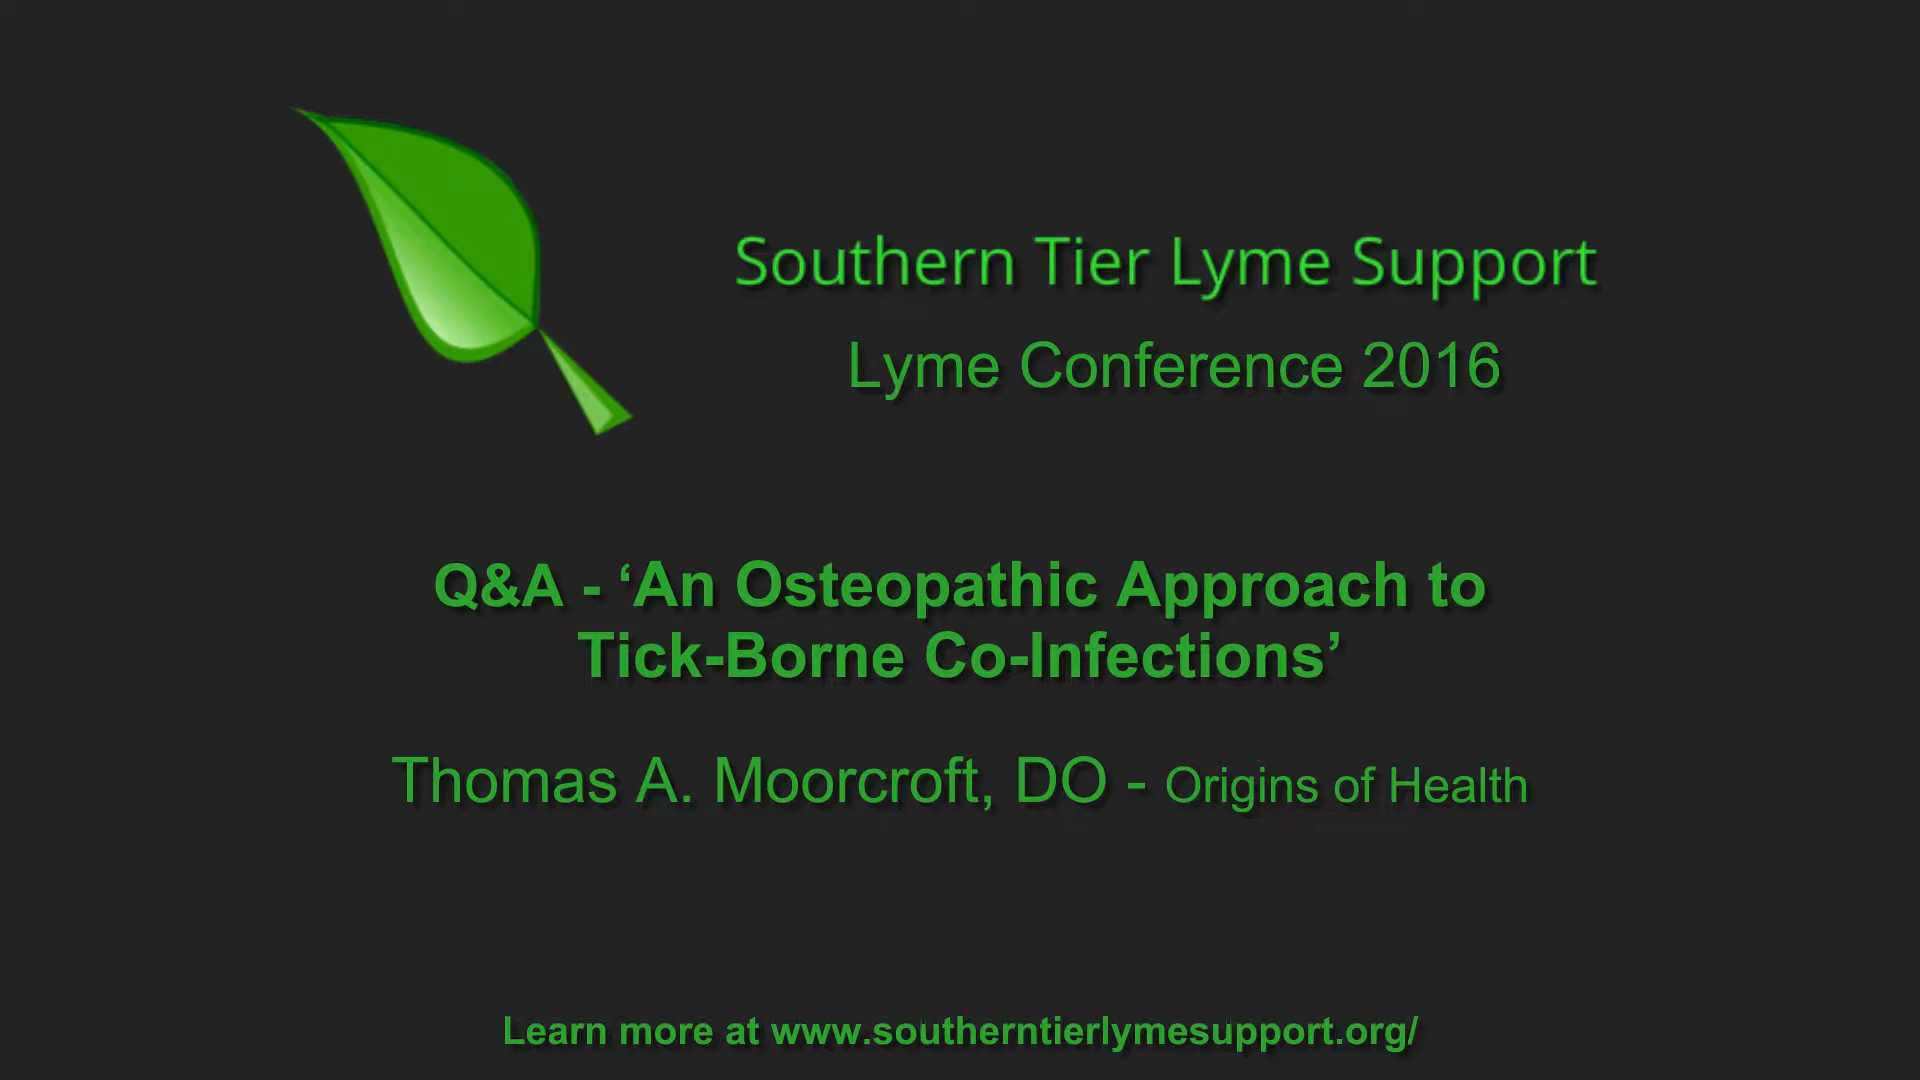 Southern Tier Lyme Support
Lyme Conference 2016
Q&A - ‘An Osteopathic Approach to
Tick-Borne Co-Infections’
Thomas A. Moorcroft, DO - Origins of Health
Learn more at www.southerntierlymesupport.org/